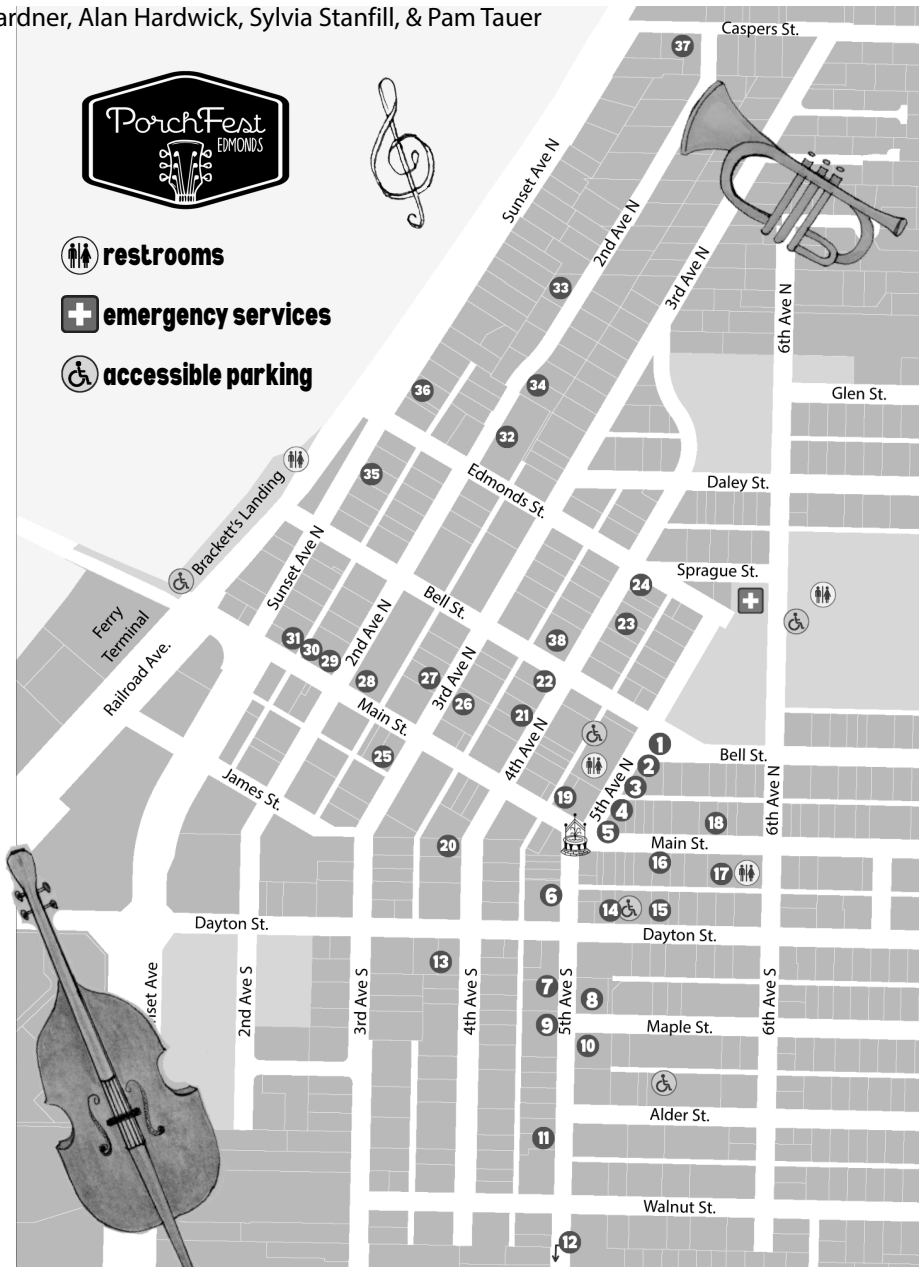 ardner, Alan Hardwick, Sylvia Stanfill, & Pam Tauer
Caspers St.
37
PorchFest
EDMONDS
restrooms
emergency services
accessible parking
Sunset Ave N
2nd Ave N
3rd Ave N
6th Ave N
33
Glen St.
36
34
32
35
Edmonds St.
Daley St.
Brackett's Landing
Sunset Ave N
Sprague St.
24
23
Ferry
Terminal
Railroad Ave.
Bell St.
2nd Ave N
38
31
30
29
28
27
3rd Ave N
26
22
21
Main St.
4th Ave N
25
1
Bell St.
2
3
5th Ave N
4
5
6th Ave N
19
18
James St.
Main St.
20
16
17
6
14
15
Dayton St.
Dayton St.
13
nset Ave
2nd Ave S
3rd Ave S
4th Ave S
5th Ave S
6th Ave S
7
8
9
Maple St.
10
Alder St.
11
Walnut St.
12